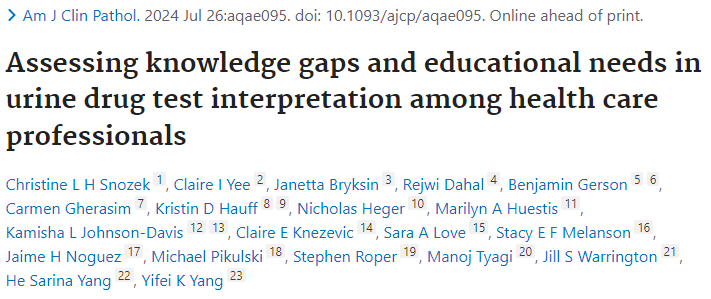 > Am J Clin Pathol. 2024 Jul 26:aqae095. doi: 10.1093/ajcp/aqae095. Online ahead of print.
Assessing knowledge gaps and educational needs in
urine drug test interpretation among health care
professionals
Christine L H Snozek 1, Claire I Yee 2, Janetta Bryksin 3, Rejwi Dahal 4, Benjamin Gerson 5 6,
Carmen Gherasim 7, Kristin D Hauff 8 9, Nicholas Heger 10, Marilyn A Huestis 11,
Kamisha L Johnson-Davis 12 13, Claire E Knezevic 14, Sara A Love 15, Stacy E F Melanson 16,
Jaime H Noguez 17, Michael Pikulski 18, Stephen Roper 19, Manoj Tyagi 20, Jill S Warrington 21,
He Sarina Yang 22, Yifei K Yang 23